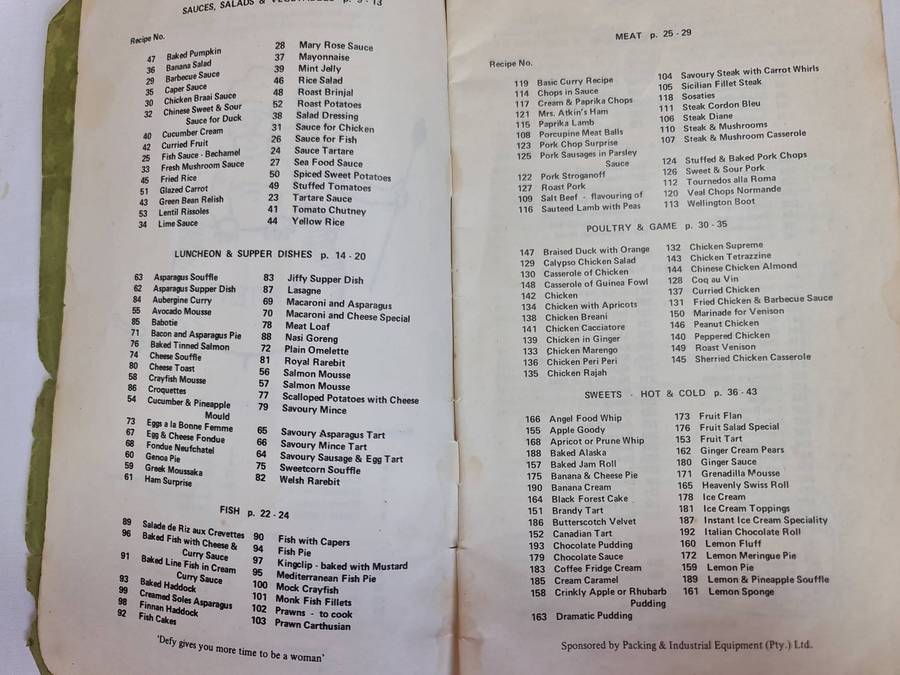 SAUCES, SALADS & VEGETABLES p. 5 - 13
Recipe No.
47 Baked Pumpkin
36 Banana Salad
29 Barbecue Sauce
35 Caper Sauce
30 Chicken Braai Sauce
32 Chinese Sweet & Sour
Sauce for Duck
40 Cucumber Cream
42 Curried Fruit
25 Fish Sauce - Bechamel
33 Fresh Mushroom Sauce
45 Fried Rice
51 Glazed Carrot
43 Green Bean Relish
53 Lentil Rissoles
34 Lime Sauce
28 Mary Rose Sauce
37 Mayonnaise
39 Mint Jelly
46 Rice Salad
48 Roast Brinjal
52 Roast Potatoes
38 Salad Dressing
31 Sauce for Chicken
26 Sauce for Fish
24 Sauce Tartare
27 Sea Food Sauce
50 Spiced Sweet Potatoes
49 Stuffed Tomatoes
23 Tartare Sauce
41 Tomato Chutney
44 Yellow Rice
LUNCHEON & SUPPER DISHES p. 14 - 20
63 Asparagus Souffle
62 Asparagus Supper Dish
84 Aubergine Curry
55 Avocado Mousse
85 Babotie
71 Bacon and Asparagus Pie
76 Baked Tinned Salmon
74 Cheese Souffle
80 Cheese Toast
58 Crayfish Mousse
86 Croquettes
54 Cucumber & Pineapple
Mould
73 Eggs a la Bonne Femme
67 Egg & Cheese Fondue
68 Fondue Neufchatel
60 Genoa Pie
59 Greek Moussaka
61 Ham Surprise
83 Jiffy Supper Dish
87 Lasagne
69 Macaroni and Asparagus
70 Macaroni and Cheese Special
78 Meat Loaf
88 Nasi Goreng
72 Plain Omelette
81 Royal Rarebit
56 Salmon Mousse
57 Salmon Mousse
77 Scalloped Potatoes with Cheese
79 Savoury Mince
65 Savoury Asparagus Tart
66 Savoury Mince Tart
64 Savoury Sausage & Egg Tart
75 Sweetcorn Souffle
82 Welsh Rarebit
FISH p. 22 - 24
89 Salade de Riz aux Crevettes
96 Baked Fish with Cheese &
Curry Sauce
91 Baked Line Fish in Cream
Curry Sauce
93 Baked Haddock
99 Creamed Soles Asparagus
98 Finnan Haddock
92 Fish Cakes
90 Fish with Capers
94 Fish Pie
97 Kingclip - baked with Mustard
95 Mediterranean Fish Pie
100 Mock Crayfish
101 Monk Fish Fillets
102 Prawns - to cook
103 Prawn Carthusian
'Defy gives you more time to be a woman'
MEAT p. 25 - 29
Recipe No.
119 Basic Curry Recipe
114 Chops in Sauce
117 Cream & Paprika Chops
121 Mrs. Atkin's Ham
115 Paprika Lamb
108 Porcupine Meat Balls
123 Pork Chop Surprise
125 Pork Sausages in Parsley
Sauce
122 Pork Stroganoff
127 Roast Pork
109 Salt Beef - flavouring of
116 Sauteed Lamb with Peas
104 Savoury Steak with Carrot Whirls
105 Sicilian Fillet Steak
118 Sosaties
111 Steak Cordon Bleu
106 Steak Diane
110 Steak & Mushrooms
107 Steak & Mushroom Casserole
124 Stuffed & Baked Pork Chops
126 Sweet & Sour Pork
112 Tournedos alla Roma
120 Veal Chops Normande
113 Wellington Boot
POULTRY & GAME p. 30 - 35
147 Braised Duck with Orange
129 Calypso Chicken Salad
130 Casserole of Chicken
148 Casserole of Guinea Fowl
142 Chicken
134 Chicken with Apricots
138 Chicken Breani
141 Chicken Cacciatore
139 Chicken in Ginger
133 Chicken Marengo
136 Chicken Peri Peri
135 Chicken Rajah
132 Chicken Supreme
143 Chicken Tetrazzine
144 Chinese Chicken Almond
128 Coq au Vin
137 Curried Chicken
131 Fried Chicken & Barbecue Sauce
150 Marinade for Venison
146 Peanut Chicken
140 Peppered Chicken
149 Roast Venison
145 Sherried Chicken Casserole
SWEETS - HOT & COLD p. 36 - 43
166 Angel Food Whip
155 Apple Goody
168 Apricot or Prune Whip
188 Baked Alaska
157 Baked Jam Roll
175 Banana & Cheese Pie
190 Banana Cream
164 Black Forest Cake
151 Brandy Tart
186 Butterscotch Velvet
152 Canadian Tart
193 Chocolate Pudding
179 Chocolate Sauce
183 Coffee Fridge Cream
185 Cream Caramel
158 Crinkly Apple or Rhubarb
Pudding
163 Dramatic Pudding
173 Fruit Flan
176 Fruit Salad Special
153 Fruit Tart
162 Ginger Cream Pears
180 Ginger Sauce
171 Grenadilla Mousse
165 Heavenly Swiss Roll
178 Ice Cream
181 Ice Cream Toppings
187 Instant Ice Cream Speciality
192 Italian Chocolate Roll
160 Lemon Fluff
172 Lemon Meringue Pie
159 Lemon Pie
189 Lemon & Pineapple Souffle
161 Lemon Sponge
Sponsored by Packing & Industrial Equipment (Pty.) Ltd.